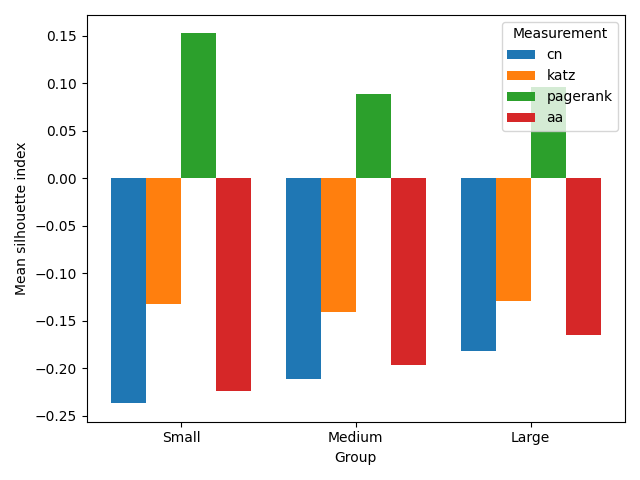 Measurement
cn
katz
pagerank
aa
0.15
0.10
0.05
0.00
−0.05
−0.10
−0.15
−0.20
−0.25
Mean silhouette index
Small Medium Large
Group